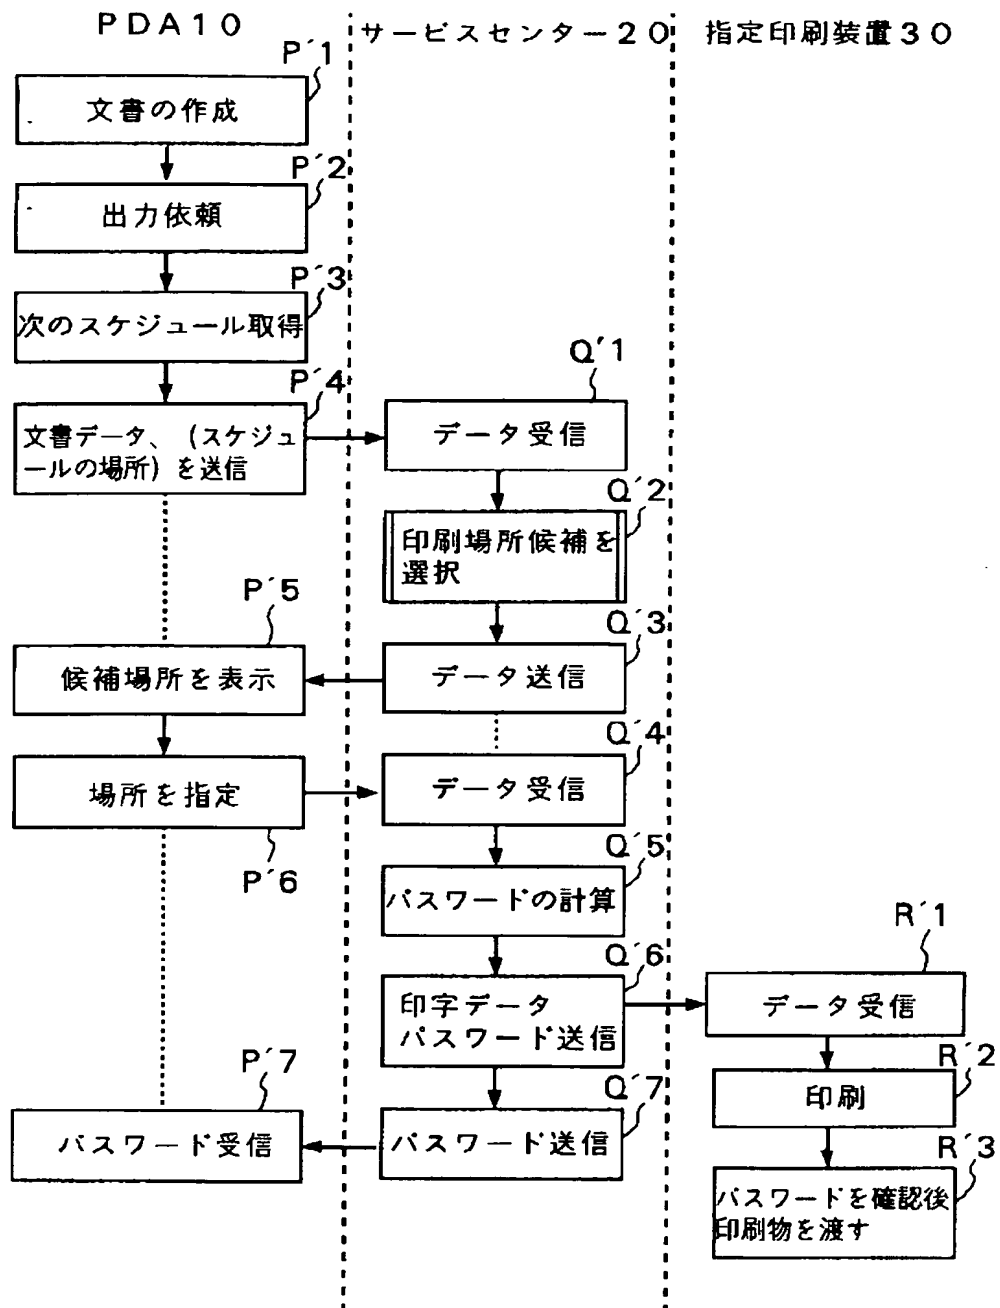 PDA10
サービスセンター20
指定印刷装置30
P´1
文書の作成
P´2
出力依頼
P´3
次のスケジュール取得
P´4
文書データ、(スケジュ
ールの場所)を送信
Q´1
データ受信
Q´2
印刷場所候補を
選択
Q´3
データ送信
P´5
候補場所を表示
P´6
場所を指定
Q´4
データ受信
Q´5
パスワードの計算
Q´6
印字データ
パスワード送信
R´1
データ受信
R´2
印刷
R´3
パスワードを確認後
印刷物を渡す
Q´7
パスワード送信
P´7
パスワード受信